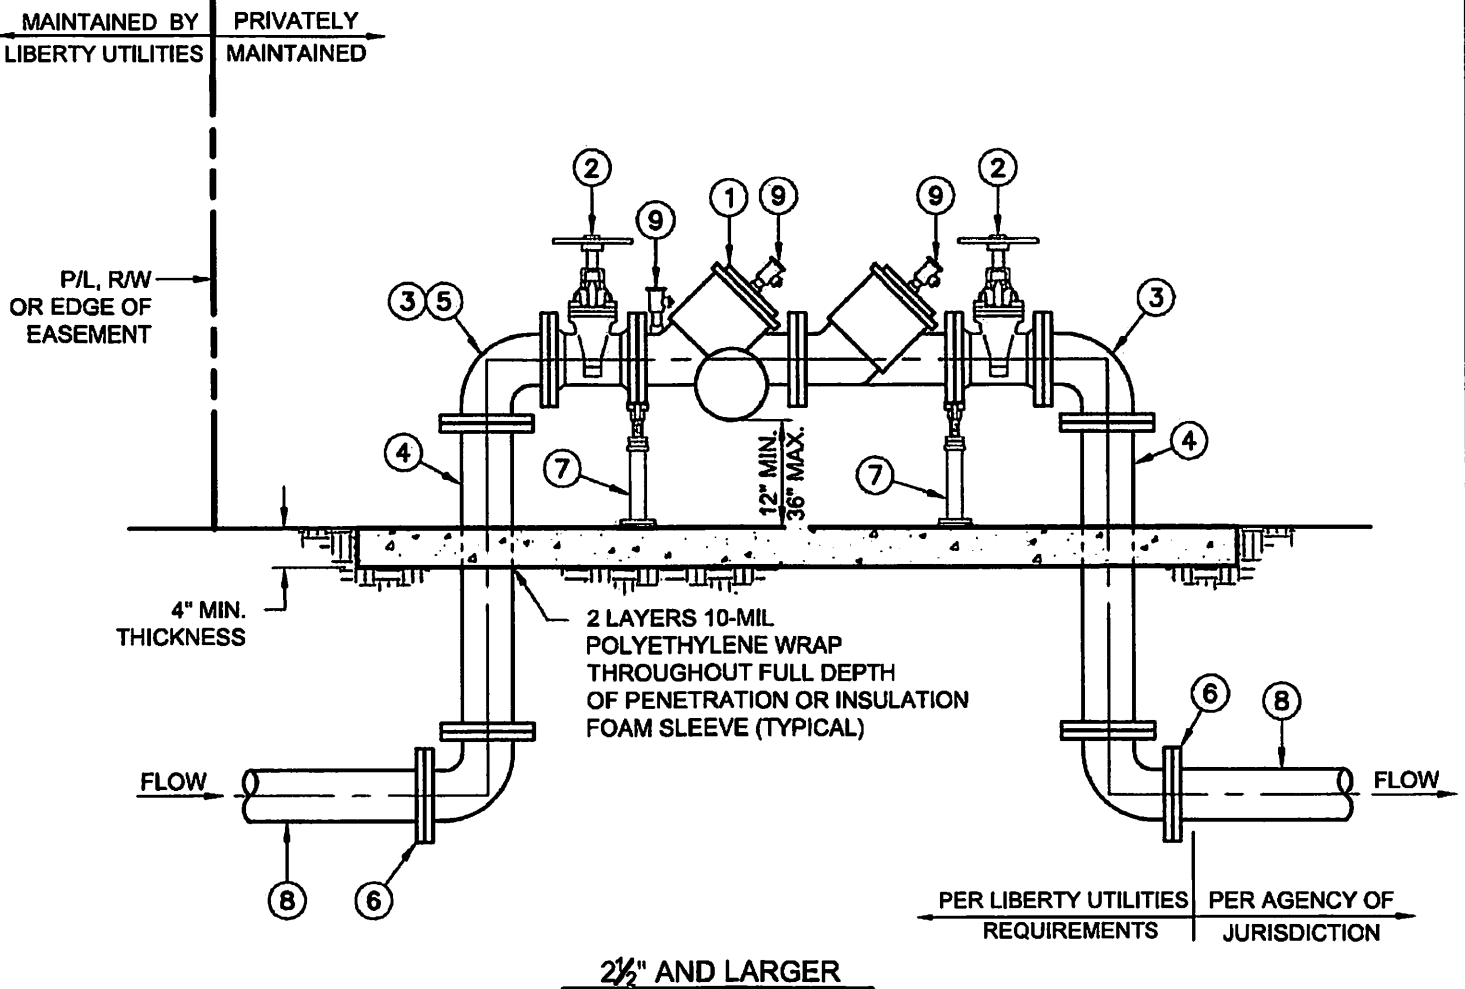 MAINTAINED BY
LIBERTY UTILITIES
PRIVATELY
MAINTAINED
2
1
9
9
9
2
P/L, R/W
OR EDGE OF
EASEMENT
3 5
3
4
7
12" MIN.
36" MAX.
7
4
4" MIN.
THICKNESS
2 LAYERS 10-MIL
POLYETHYLENE WRAP
THROUGHOUT FULL DEPTH
OF PENETRATION OR INSULATION
FOAM SLEEVE (TYPICAL)
6
8
FLOW
FLOW
8
6
PER LIBERTY UTILITIES
REQUIREMENTS
PER AGENCY OF
JURISDICTION
2½" AND LARGER